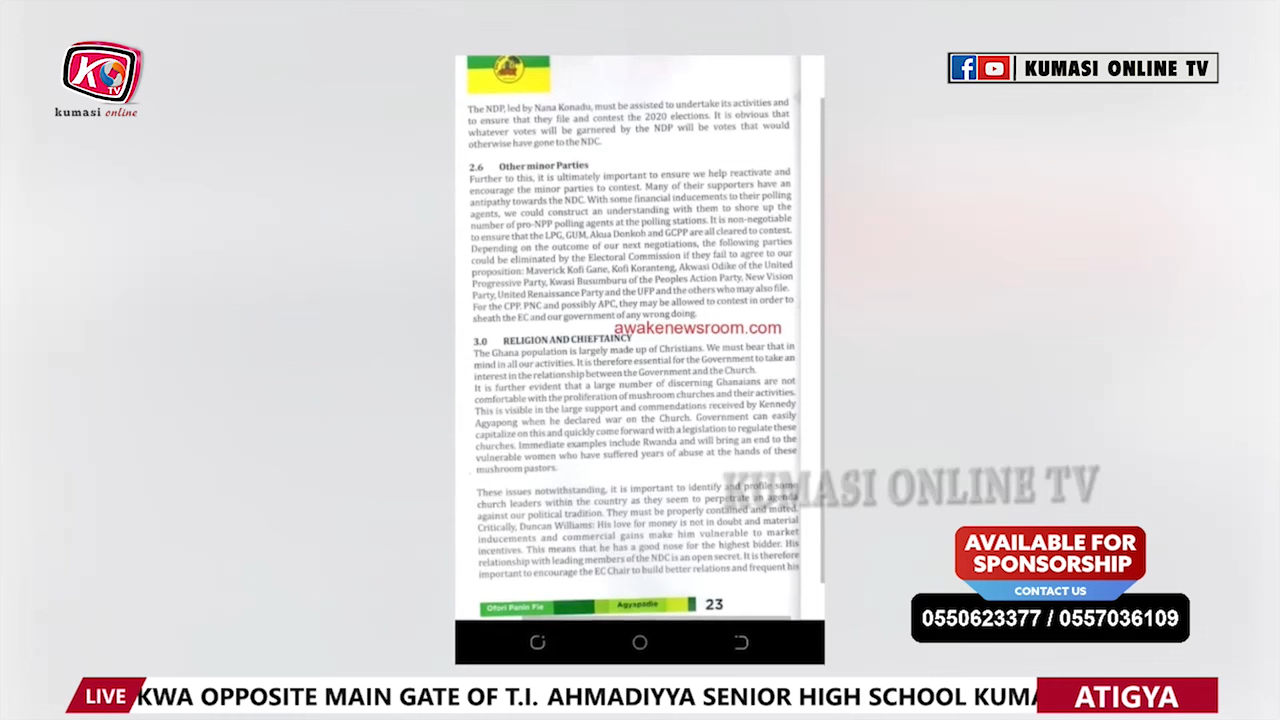 KUMASI ONLINE TV
K TV
kumasi online
The NDP, led by Nana Konadu, must be assisted to undertake its activities and
to ensure that they file and contest the 2020 elections. It is obvious that
whatever votes will be garnered by the NDP will be votes that would
otherwise have gone to the NDC.
2.6 Other minor Parties
Further to this, it is ultimately important to ensure we help reactivate and
encourage the minor parties to contest. Many of their supporters have an
antipathy towards the NDC. With some financial inducements to their polling
agents, we could construct an understanding with them to shore up the
number of pro-NPP polling agents at the polling stations. It is non-negotiable
to ensure that the LPG, GUM, Akua Donkoh and GCPP are all cleared to contest.
Depending on the outcome of our next negotiations, the following parties
could be eliminated by the Electoral Commission if they fail to agree to our
proposition: Maverick Kofi Gane, Kofi Koranteng, Akwasi Odike of the United
Progressive Party, Kwasi Busumburu of the Peoples Action Party, New Vision
Party, United Renaissance Party and the UFP and the others who may also file.
For the CPP, PNC and possibly APC, they may be allowed to contest in order to
sheath the EC and our government of any wrong doing.
awakenewsroom.com
3.0 RELIGION AND CHIEFTAINCY
The Ghana population is largely made up of Christians. We must bear that in
mind in all our activities. It is therefore essential for the Government to take an
interest in the relationship between the Government and the Church.
It is further evident that a large number of discerning Ghanaians are not
comfortable with the proliferation of mushroom churches and their activities.
This is visible in the large support and commendations received by Kennedy
Agyapong when he declared war on the Church. Government can easily
capitalize on this and quickly come forward with a legislation to regulate these
churches. Immediate examples include Rwanda and will bring an end to the
vulnerable women who have suffered years of abuse at the hands of these
mushroom pastors.
These issues notwithstanding, it is important to identify and profile some
church leaders within the country as they seem to perpetrate an agenda
against our political tradition. They must be properly contained and muted.
Critically, Duncan Williams: His love for money is not in doubt and material
inducements and commercial gains make him vulnerable to market
incentives. This means that he has a good nose for the highest bidder. His
relationship with leading members of the NDC is an open secret. It is therefore
important to encourage the EC Chair to build better relations and frequent his
Ofori Panin Fie Agyapadie 23
KUMASI ONLINE TV
AVAILABLE FOR
SPONSORSHIP
CONTACT US
0550623377 / 0557036109
LIVE KWA OPPOSITE MAIN GATE OF T.I. AHMADIYYA SENIOR HIGH SCHOOL KUMA ATIGYA